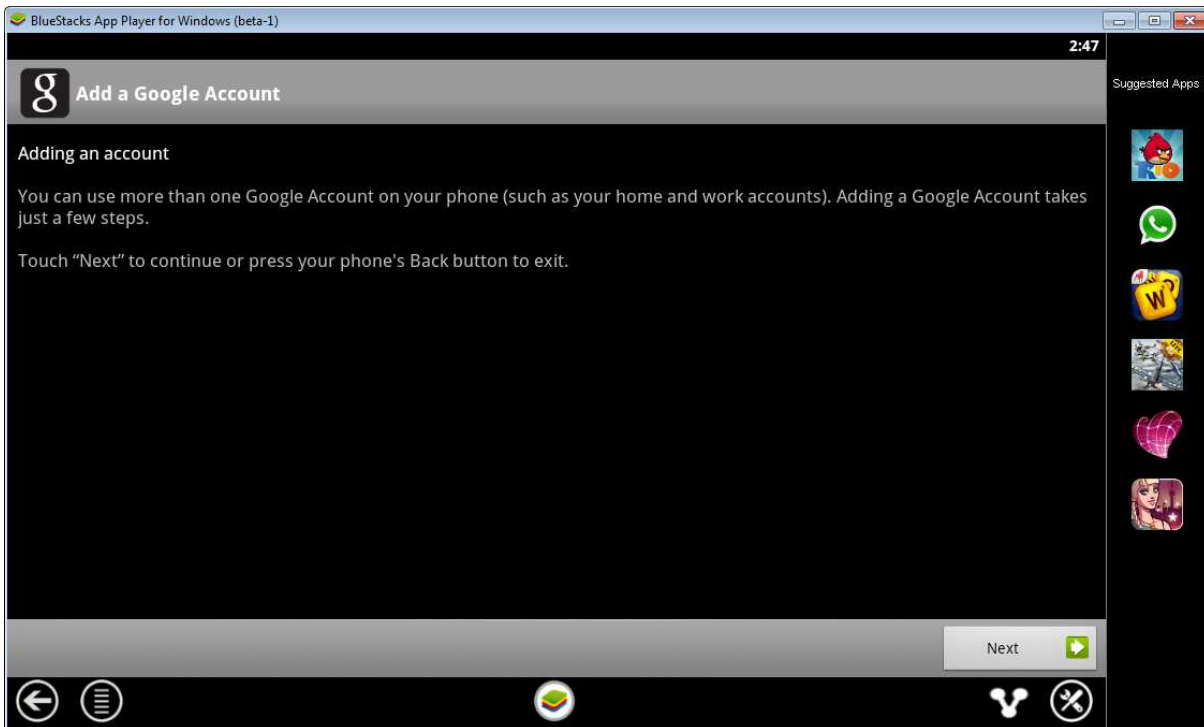 BlueStacks App Player for Windows (beta-1)
2:47
g
Add a Google Account
Suggested Apps
Adding an account
You can use more than one Google Account on your phone (such as your home and work accounts). Adding a Google Account takes
just a few steps.
Touch “Next” to continue or press your phone's Back button to exit.
RIO
W
Next